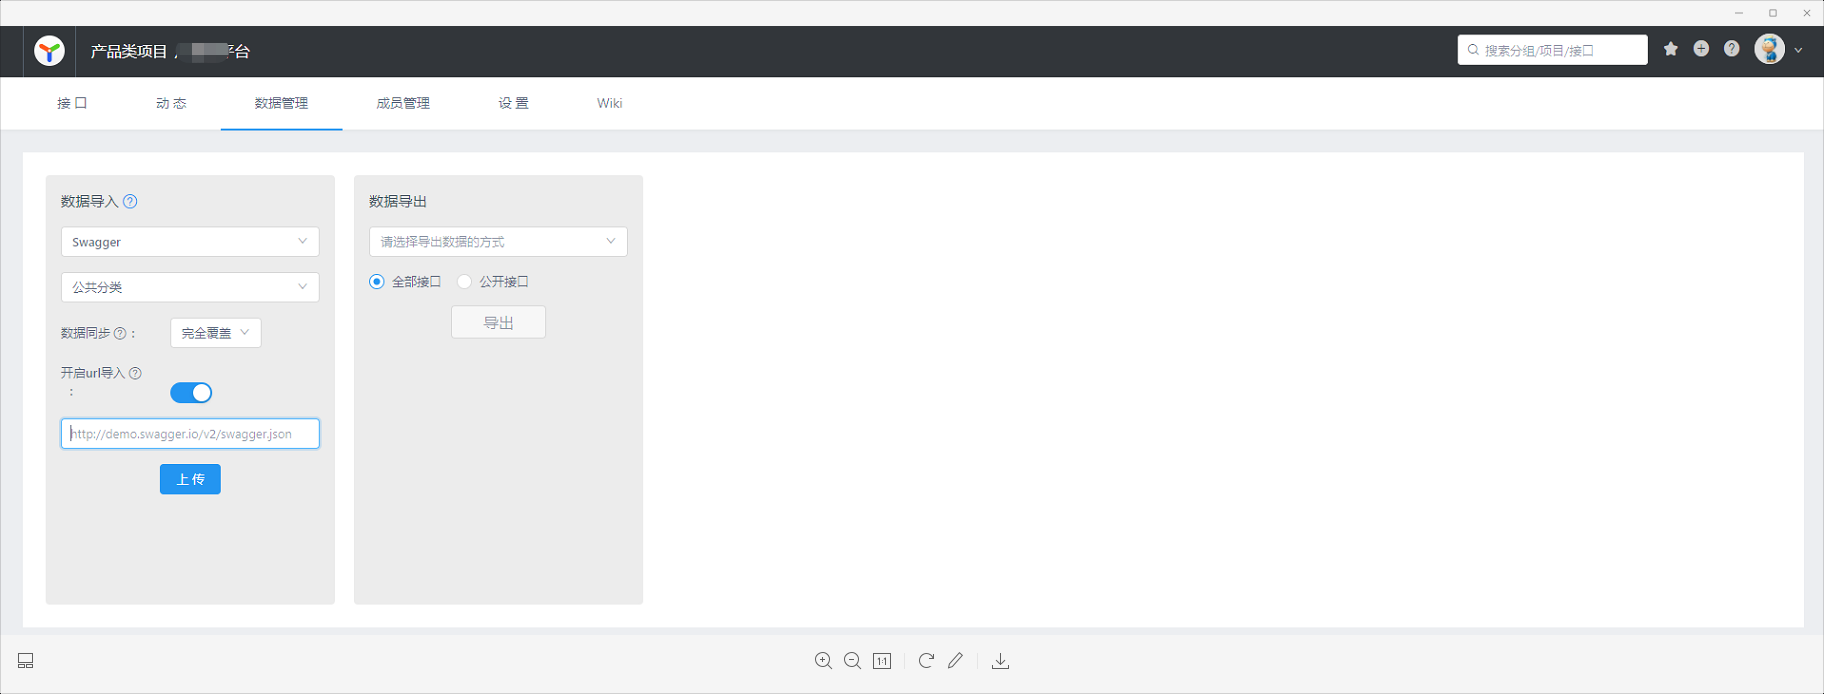 产品类项目 / 平台
搜索分组/项目/接口
接 口 动 态 数据管理 成员管理 设 置 Wiki
数据导入
Swagger
公共分类
数据同步 : 完全覆盖
开启url导入
:
http://demo.swagger.io/v2/swagger.json
上 传
数据导出
请选择导出数据的方式
全部接口 公开接口
导出
1:1